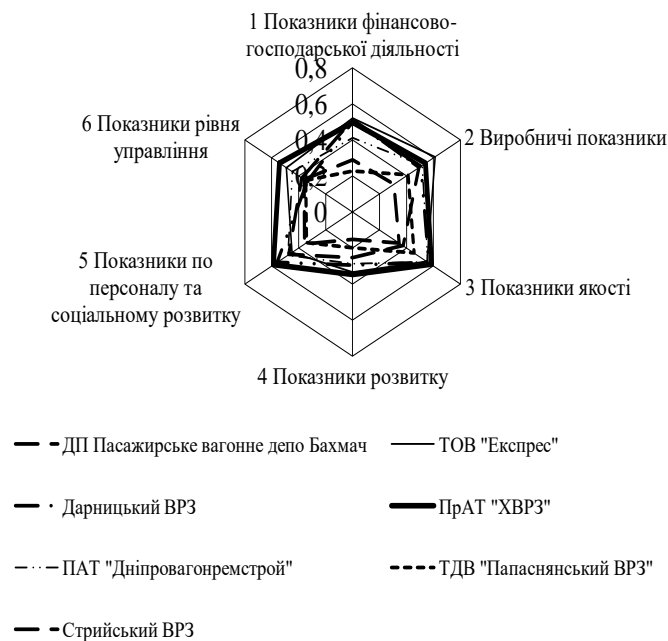 1 Показники фінансово-
господарської діяльності
0,8
0,6
0,4
0,2
0
6 Показники рівня
управління
2 Виробничі показники
5 Показники по
персоналу та
соціальному розвитку
3 Показники якості
4 Показники розвитку
ДП Пасажирське вагонне депо Бахмач
ТОВ "Експрес"
Дарницький ВРЗ
ПрАТ "ХВРЗ"
ПАТ "Дніпровагонремстрой"
ТДВ "Папаснянський ВРЗ"
Стрийський ВРЗ